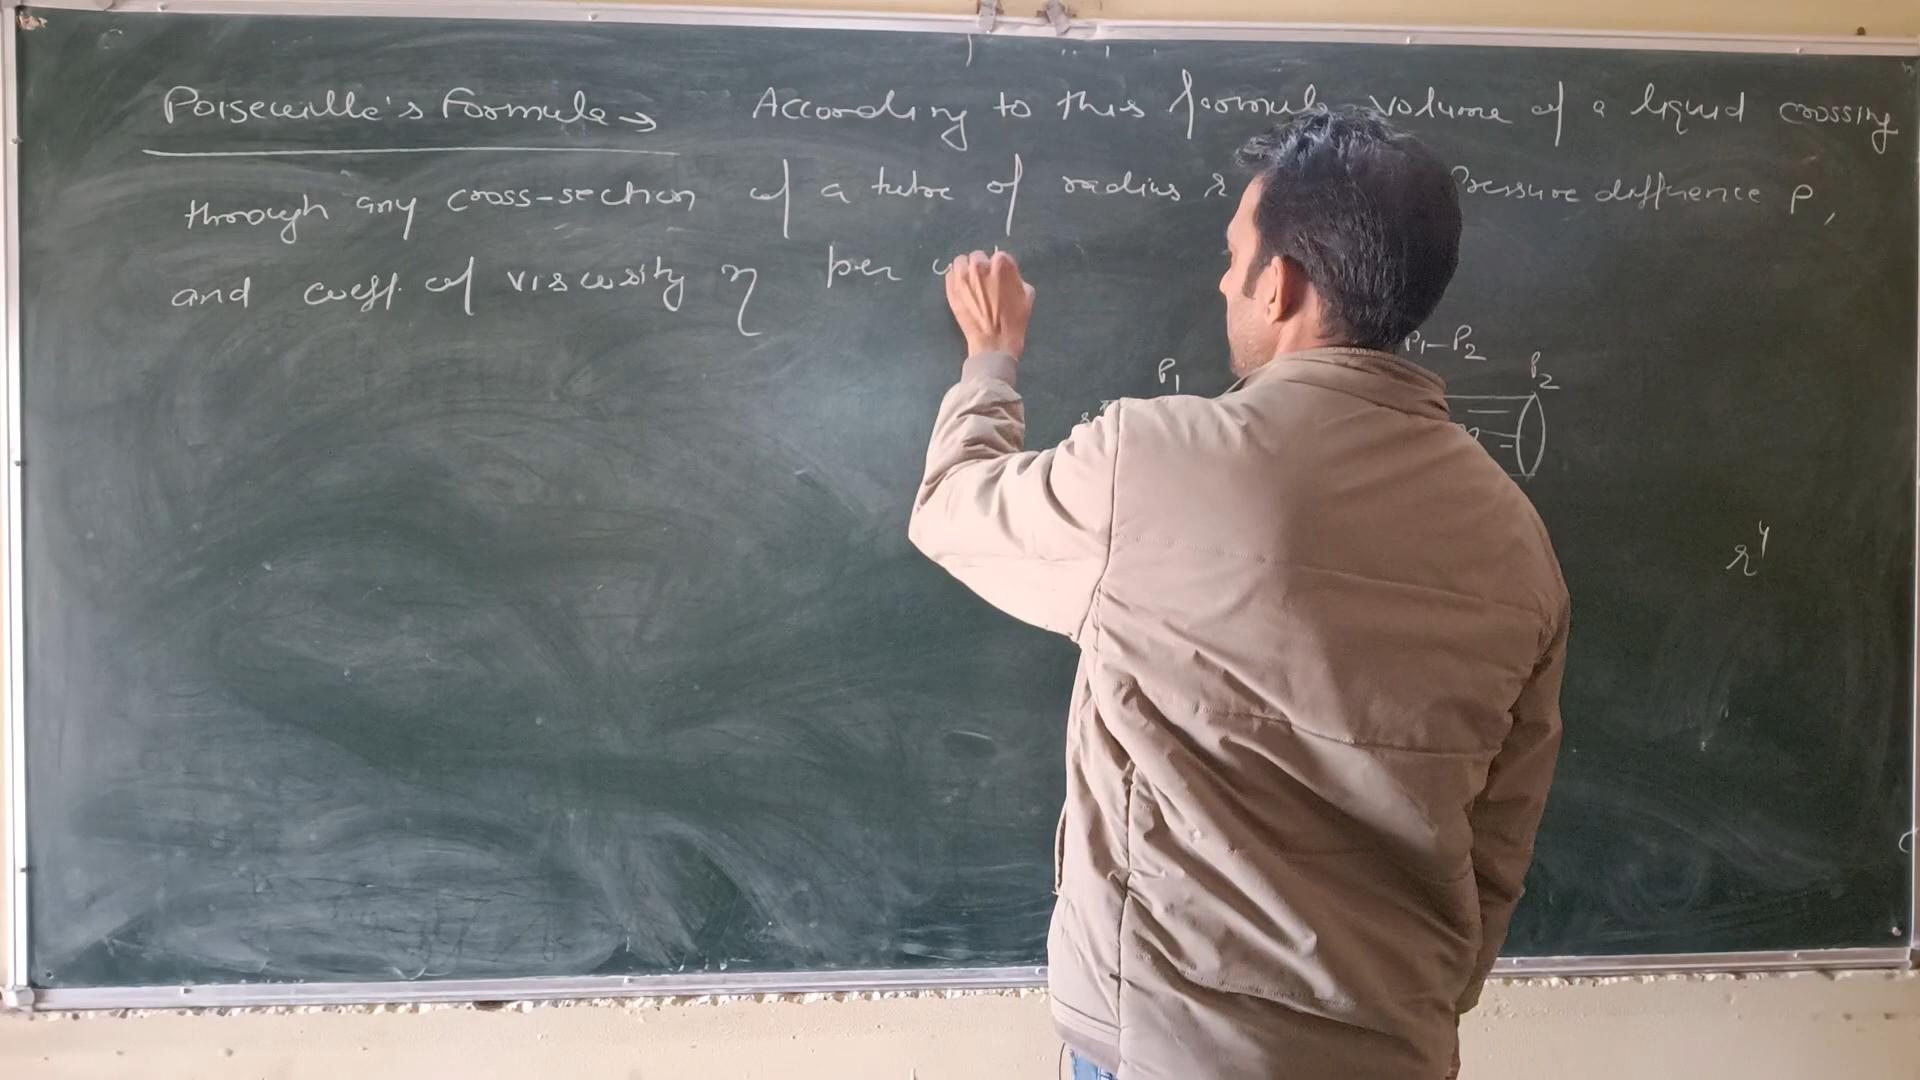 Poiseuille's Formula → According to this formula volume of a liquid crossing
through any cross-section of a tube of radius r Pressure difference P,
and coeff. of viscosity η per
P₁-P₂
P₁
P₂
r⁴